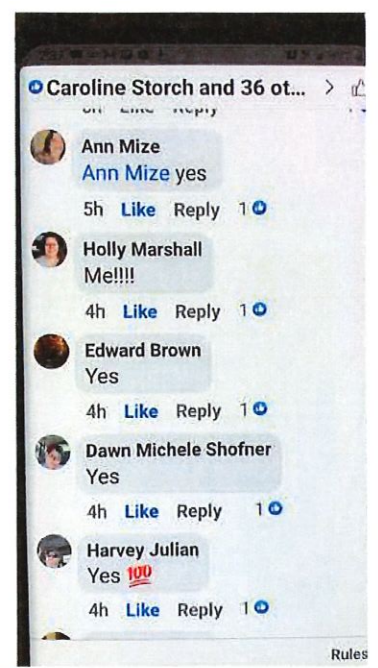 Caroline Storch and 36 ot...
Like Reply
Ann Mize
Ann Mize yes
5h Like Reply 1
Holly Marshall
Me!!!!
4h Like Reply 1
Edward Brown
Yes
4h Like Reply 1
Dawn Michele Shofner
Yes
4h Like Reply 1
Harvey Julian
Yes 💯
4h Like Reply 1
Rules